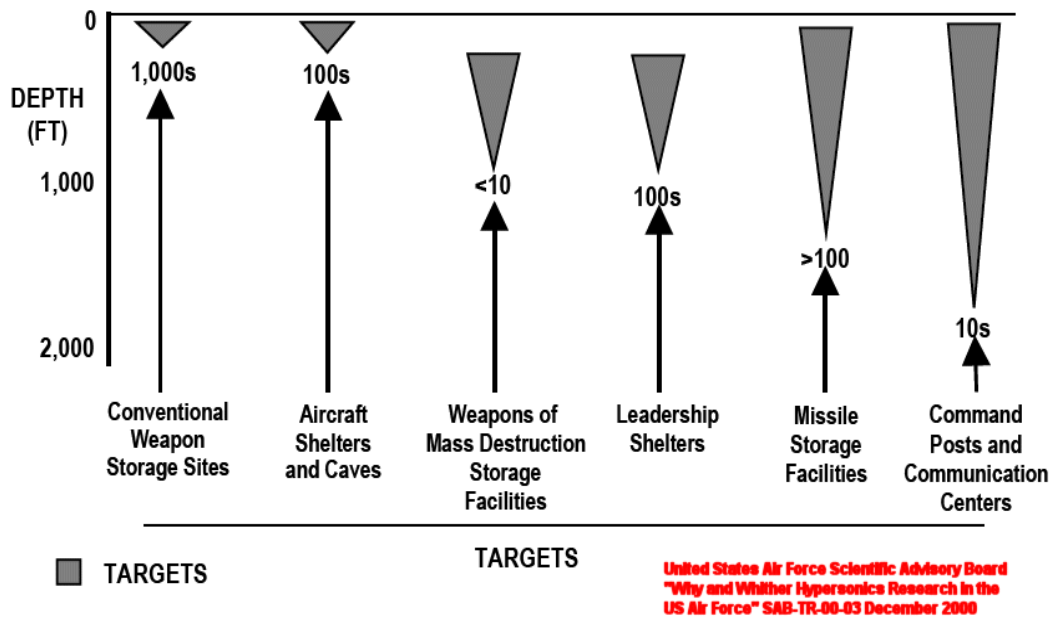 0
1,000s
100s
DEPTH
(FT)
1,000
<10
100s
>100
10s
2,000
Conventional
Weapon
Storage Sites
Aircraft
Shelters
and Caves
Weapons of
Mass Destruction
Storage
Facilities
Leadership
Shelters
Missile
Storage
Facilities
Command
Posts and
Communication
Centers
TARGETS
TARGETS
United States Air Force Scientific Advisory Board
"Why and Whither Hypersonics Research in the
US Air Force" SAB-TR-00-03 December 2000